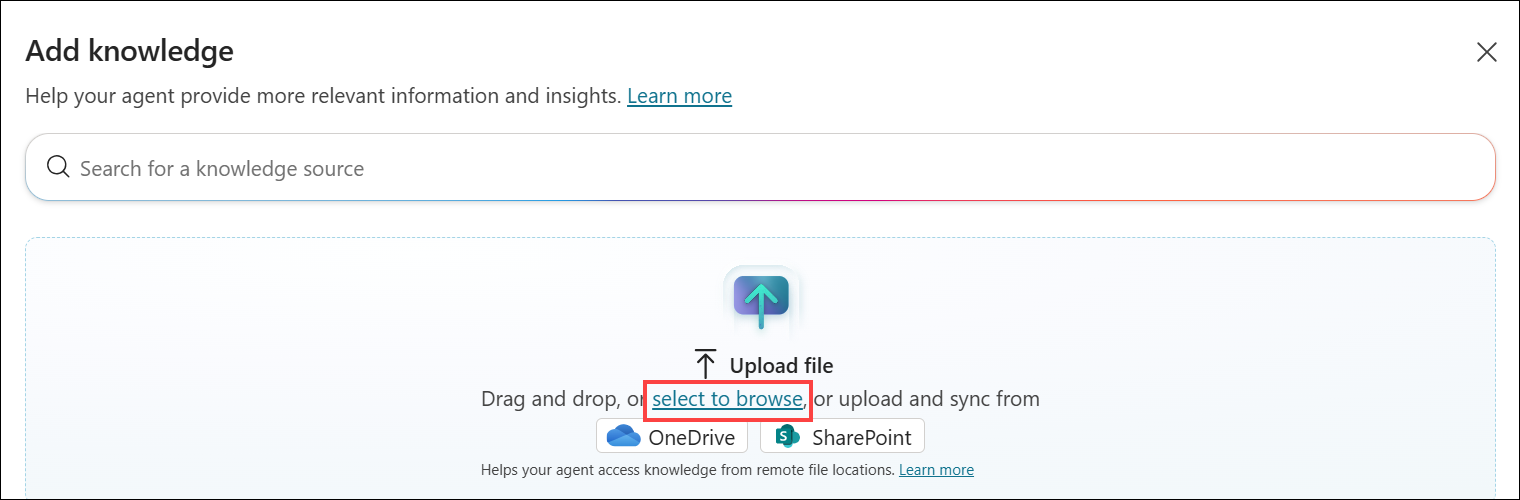 Add knowledge
Help your agent provide more relevant information and insights. Learn more
Search for a knowledge source
Upload file
Drag and drop, or select to browse, or upload and sync from
OneDrive SharePoint
Helps your agent access knowledge from remote file locations. Learn more